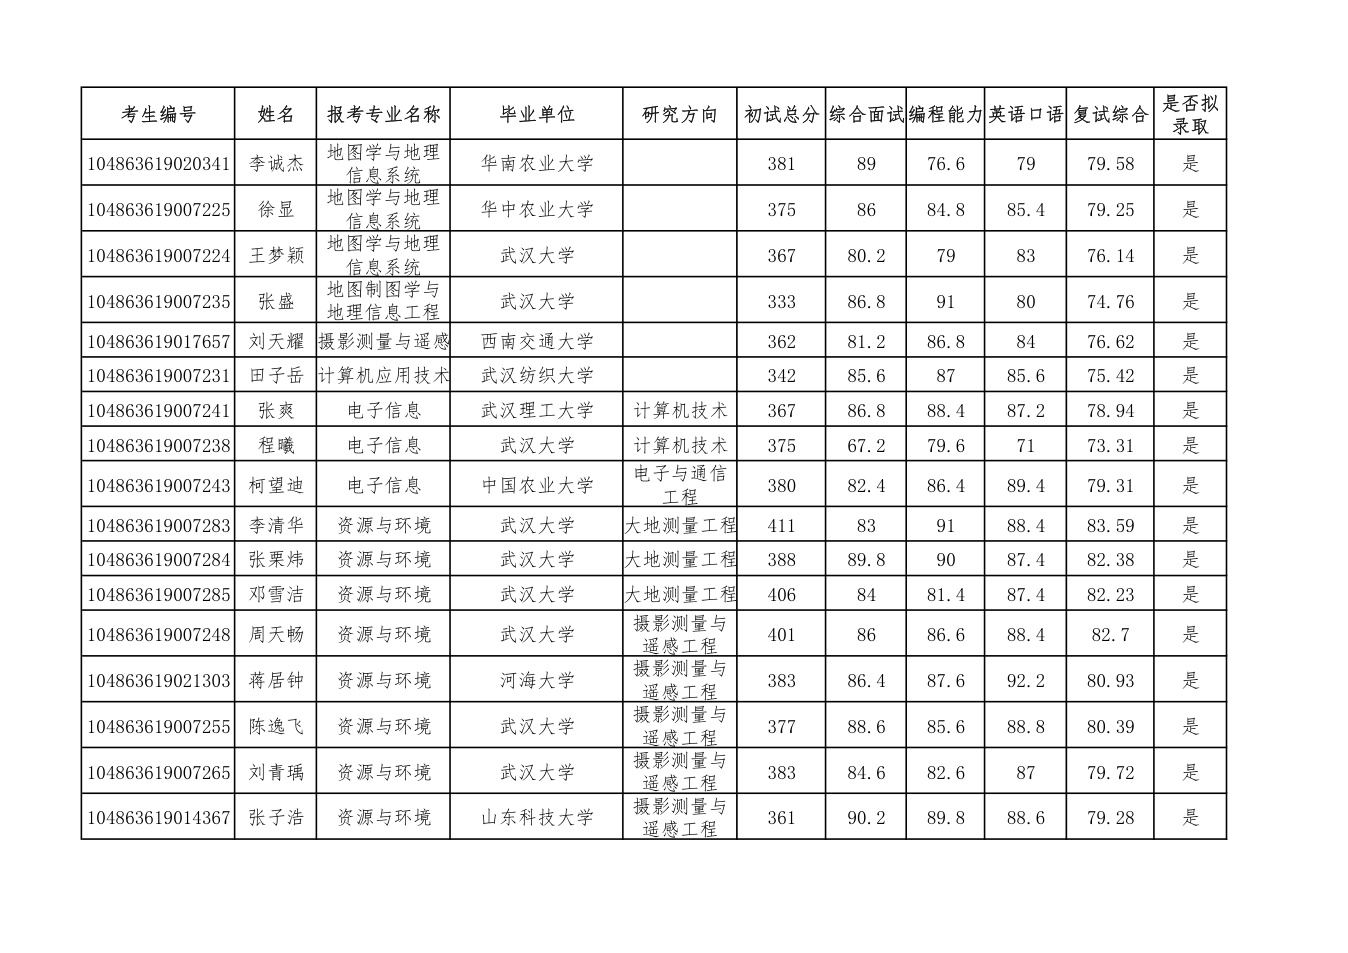 考生编号 姓名 报考专业名称 毕业单位 研究方向 初试总分 综合面试 编程能力 英语口语 复试综合 是否拟录取
104863619020341 李诚杰 地图学与地理信息系统 华南农业大学 381 89 76.6 79 79.58 是
104863619007225 徐显 地图学与地理信息系统 华中农业大学 375 86 84.8 85.4 79.25 是
104863619007224 王梦颖 地图学与地理信息系统 武汉大学 367 80.2 79 83 76.14 是
104863619007235 张盛 地图制图学与地理信息工程 武汉大学 333 86.8 91 80 74.76 是
104863619017657 刘天耀 摄影测量与遥感 西南交通大学 362 81.2 86.8 84 76.62 是
104863619007231 田子岳 计算机应用技术 武汉纺织大学 342 85.6 87 85.6 75.42 是
104863619007241 张爽 电子信息 武汉理工大学 计算机技术 367 86.8 88.4 87.2 78.94 是
104863619007238 程曦 电子信息 武汉大学 计算机技术 375 67.2 79.6 71 73.31 是
104863619007243 柯望迪 电子信息 中国农业大学 电子与通信工程 380 82.4 86.4 89.4 79.31 是
104863619007283 李清华 资源与环境 武汉大学 大地测量工程 411 83 91 88.4 83.59 是
104863619007284 张栗炜 资源与环境 武汉大学 大地测量工程 388 89.8 90 87.4 82.38 是
104863619007285 邓雪洁 资源与环境 武汉大学 大地测量工程 406 84 81.4 87.4 82.23 是
104863619007248 周天畅 资源与环境 武汉大学 摄影测量与遥感工程 401 86 86.6 88.4 82.7 是
104863619021303 蒋居钟 资源与环境 河海大学 摄影测量与遥感工程 383 86.4 87.6 92.2 80.93 是
104863619007255 陈逸飞 资源与环境 武汉大学 摄影测量与遥感工程 377 88.6 85.6 88.8 80.39 是
104863619007265 刘青瑀 资源与环境 武汉大学 摄影测量与遥感工程 383 84.6 82.6 87 79.72 是
104863619014367 张子浩 资源与环境 山东科技大学 摄影测量与遥感工程 361 90.2 89.8 88.6 79.28 是